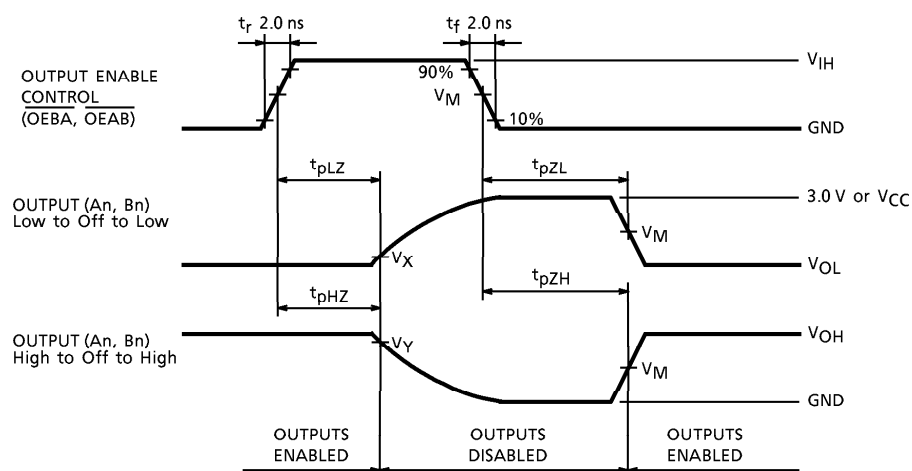 tr 2.0 ns
tf 2.0 ns
OUTPUT ENABLE
CONTROL
(OEBA, OEAB)
90%
VM
10%
VIH
GND
tpLZ
tpZL
OUTPUT (An, Bn)
Low to Off to Low
3.0 V or VCC
VX
VM
VOL
tpHZ
tpZH
OUTPUT (An, Bn)
High to Off to High
VY
VM
VOH
GND
OUTPUTS
ENABLED
OUTPUTS
DISABLED
OUTPUTS
ENABLED